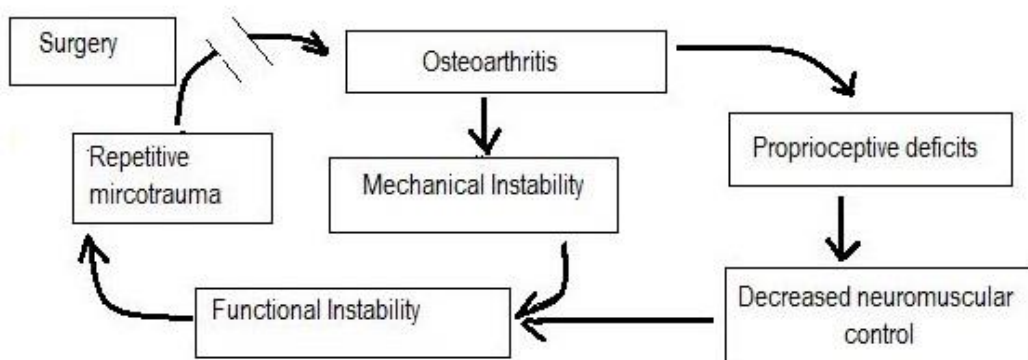 Surgery
Osteoarthritis
Repetitive
mircotrauma
Mechanical Instability
Proprioceptive deficits
Functional Instability
Decreased neuromuscular
control